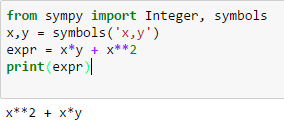 from sympy import Integer, symbols
x,y = symbols('x,y')
expr = x*y + x**2
print(expr)
x**2 + x*y